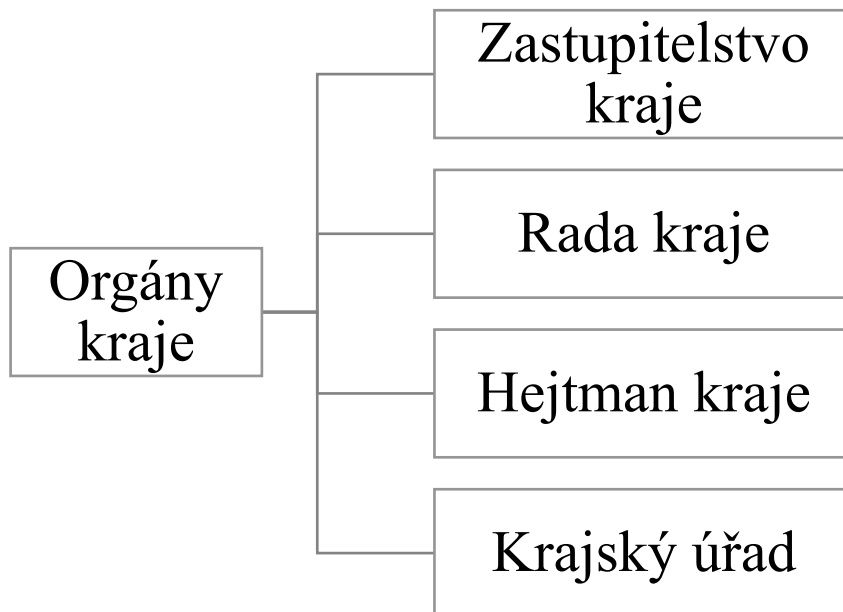 Orgány
kraje
Zastupitelstvo
kraje
Rada kraje
Hejtman kraje
Krajský úřad